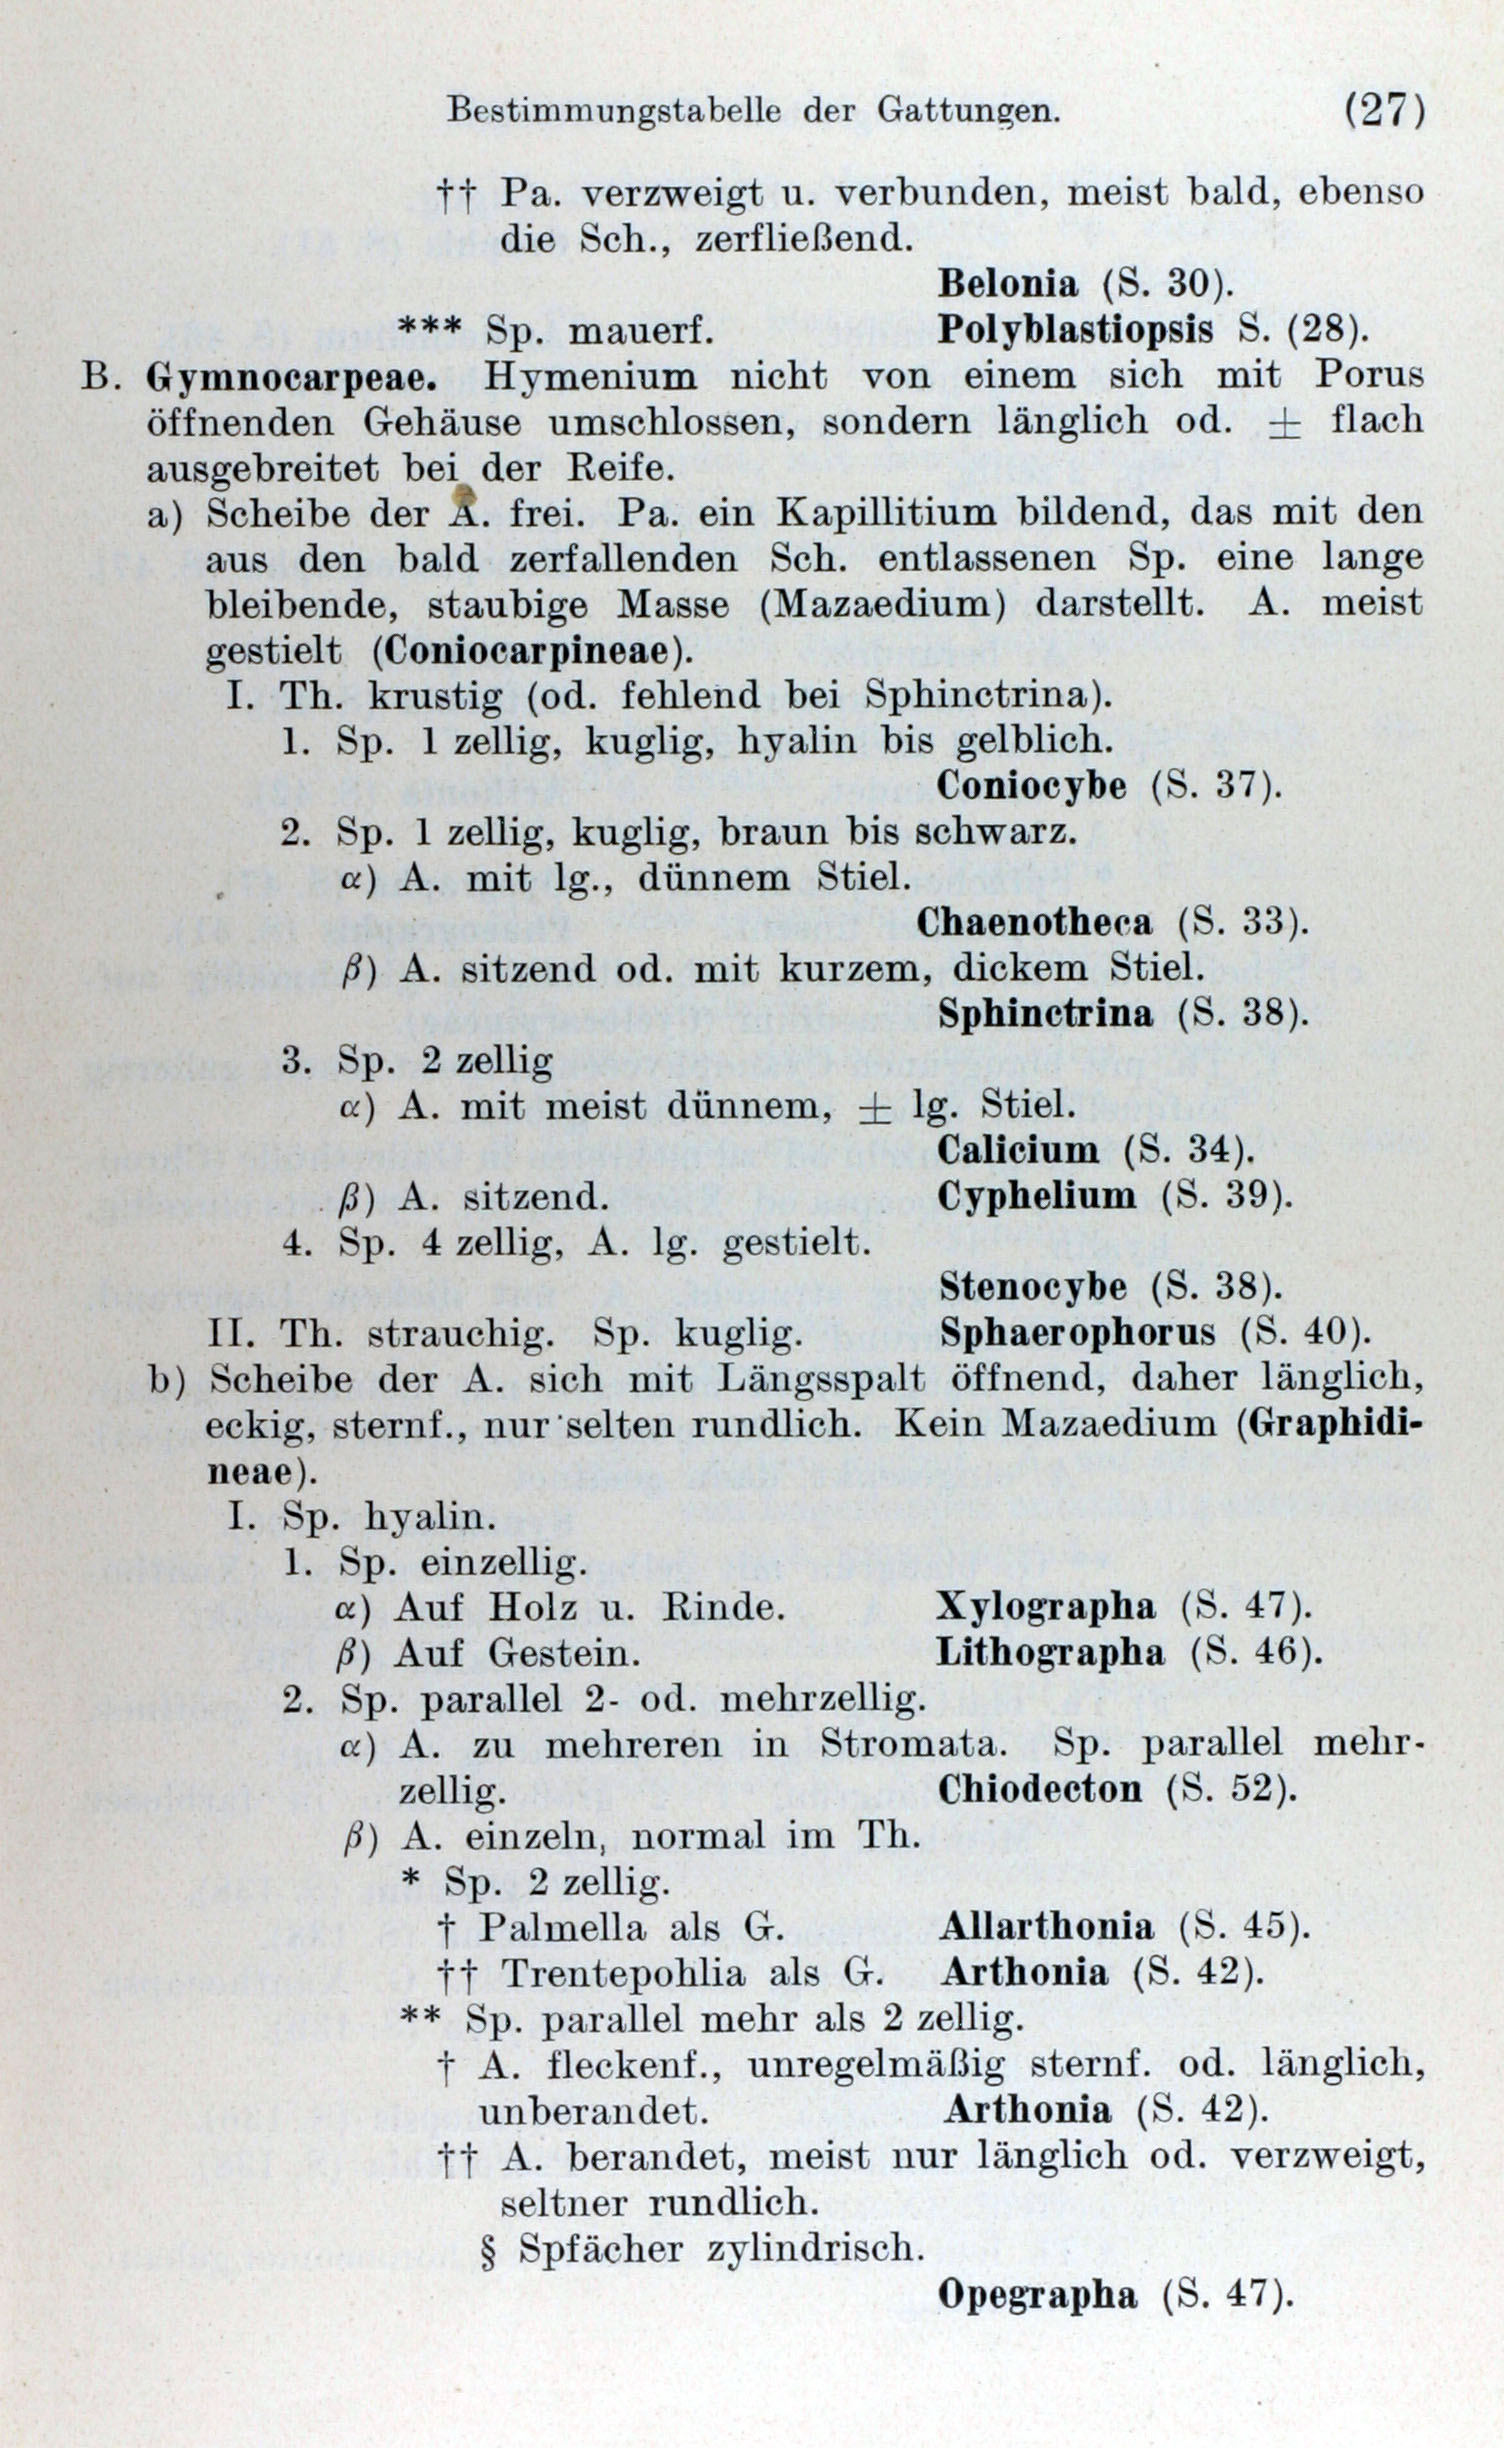 Bestimmungstabelle der Gattungen. (27)
†† Pa. verzweigt u. verbunden, meist bald, ebenso
die Sch., zerfließend.
Belonia (S. 30).
*** Sp. mauerf. Polyblastiopsis S. (28).
B. Gymnocarpeae. Hymenium nicht von einem sich mit Porus
öffnenden Gehäuse umschlossen, sondern länglich od. ± flach
ausgebreitet bei der Reife.
a) Scheibe der A. frei. Pa. ein Kapillitium bildend, das mit den
aus den bald zerfallenden Sch. entlassenen Sp. eine lange
bleibende, staubige Masse (Mazaedium) darstellt. A. meist
gestielt (Coniocarpineae).
I. Th. krustig (od. fehlend bei Sphinctrina).
1. Sp. 1 zellig, kuglig, hyalin bis gelblich.
Coniocybe (S. 37).
2. Sp. 1 zellig, kuglig, braun bis schwarz.
α) A. mit lg., dünnem Stiel.
Chaenotheca (S. 33).
β) A. sitzend od. mit kurzem, dickem Stiel.
Sphinctrina (S. 38).
3. Sp. 2 zellig
α) A. mit meist dünnem, ± lg. Stiel.
Calicium (S. 34).
β) A. sitzend. Cyphelium (S. 39).
4. Sp. 4 zellig, A. lg. gestielt.
Stenocybe (S. 38).
II. Th. strauchig. Sp. kuglig. Sphaerophorus (S. 40).
b) Scheibe der A. sich mit Längsspalt öffnend, daher länglich,
eckig, sternf., nur selten rundlich. Kein Mazaedium (Graphidi-
neae).
I. Sp. hyalin.
1. Sp. einzellig.
α) Auf Holz u. Rinde. Xylographa (S. 47).
β) Auf Gestein. Lithographa (S. 46).
2. Sp. parallel 2- od. mehrzellig.
α) A. zu mehreren in Stromata. Sp. parallel mehr-
zellig. Chiodecton (S. 52).
β) A. einzeln, normal im Th.
* Sp. 2 zellig.
† Palmella als G. Allarthonia (S. 45).
†† Trentepohlia als G. Arthonia (S. 42).
** Sp. parallel mehr als 2 zellig.
† A. fleckenf., unregelmäßig sternf. od. länglich,
unberandet. Arthonia (S. 42).
†† A. berandet, meist nur länglich od. verzweigt,
seltner rundlich.
§ Spfächer zylindrisch.
Opegrapha (S. 47).